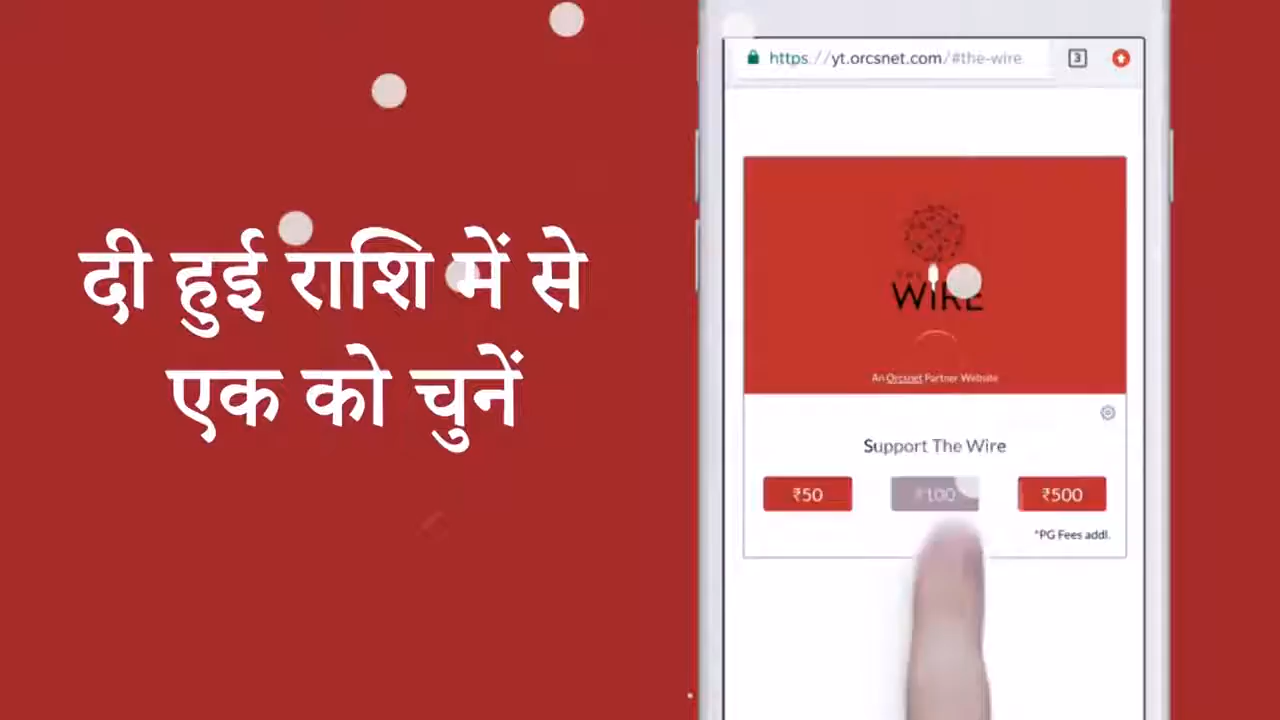 दी हुई राशि में से
एक को चुनें
https://yt.orcsnet.com/#the-wire
3
THE
WIRE
An Orcsnet Partner Website
Support The Wire
₹50
₹100
₹500
*PG Fees addl.